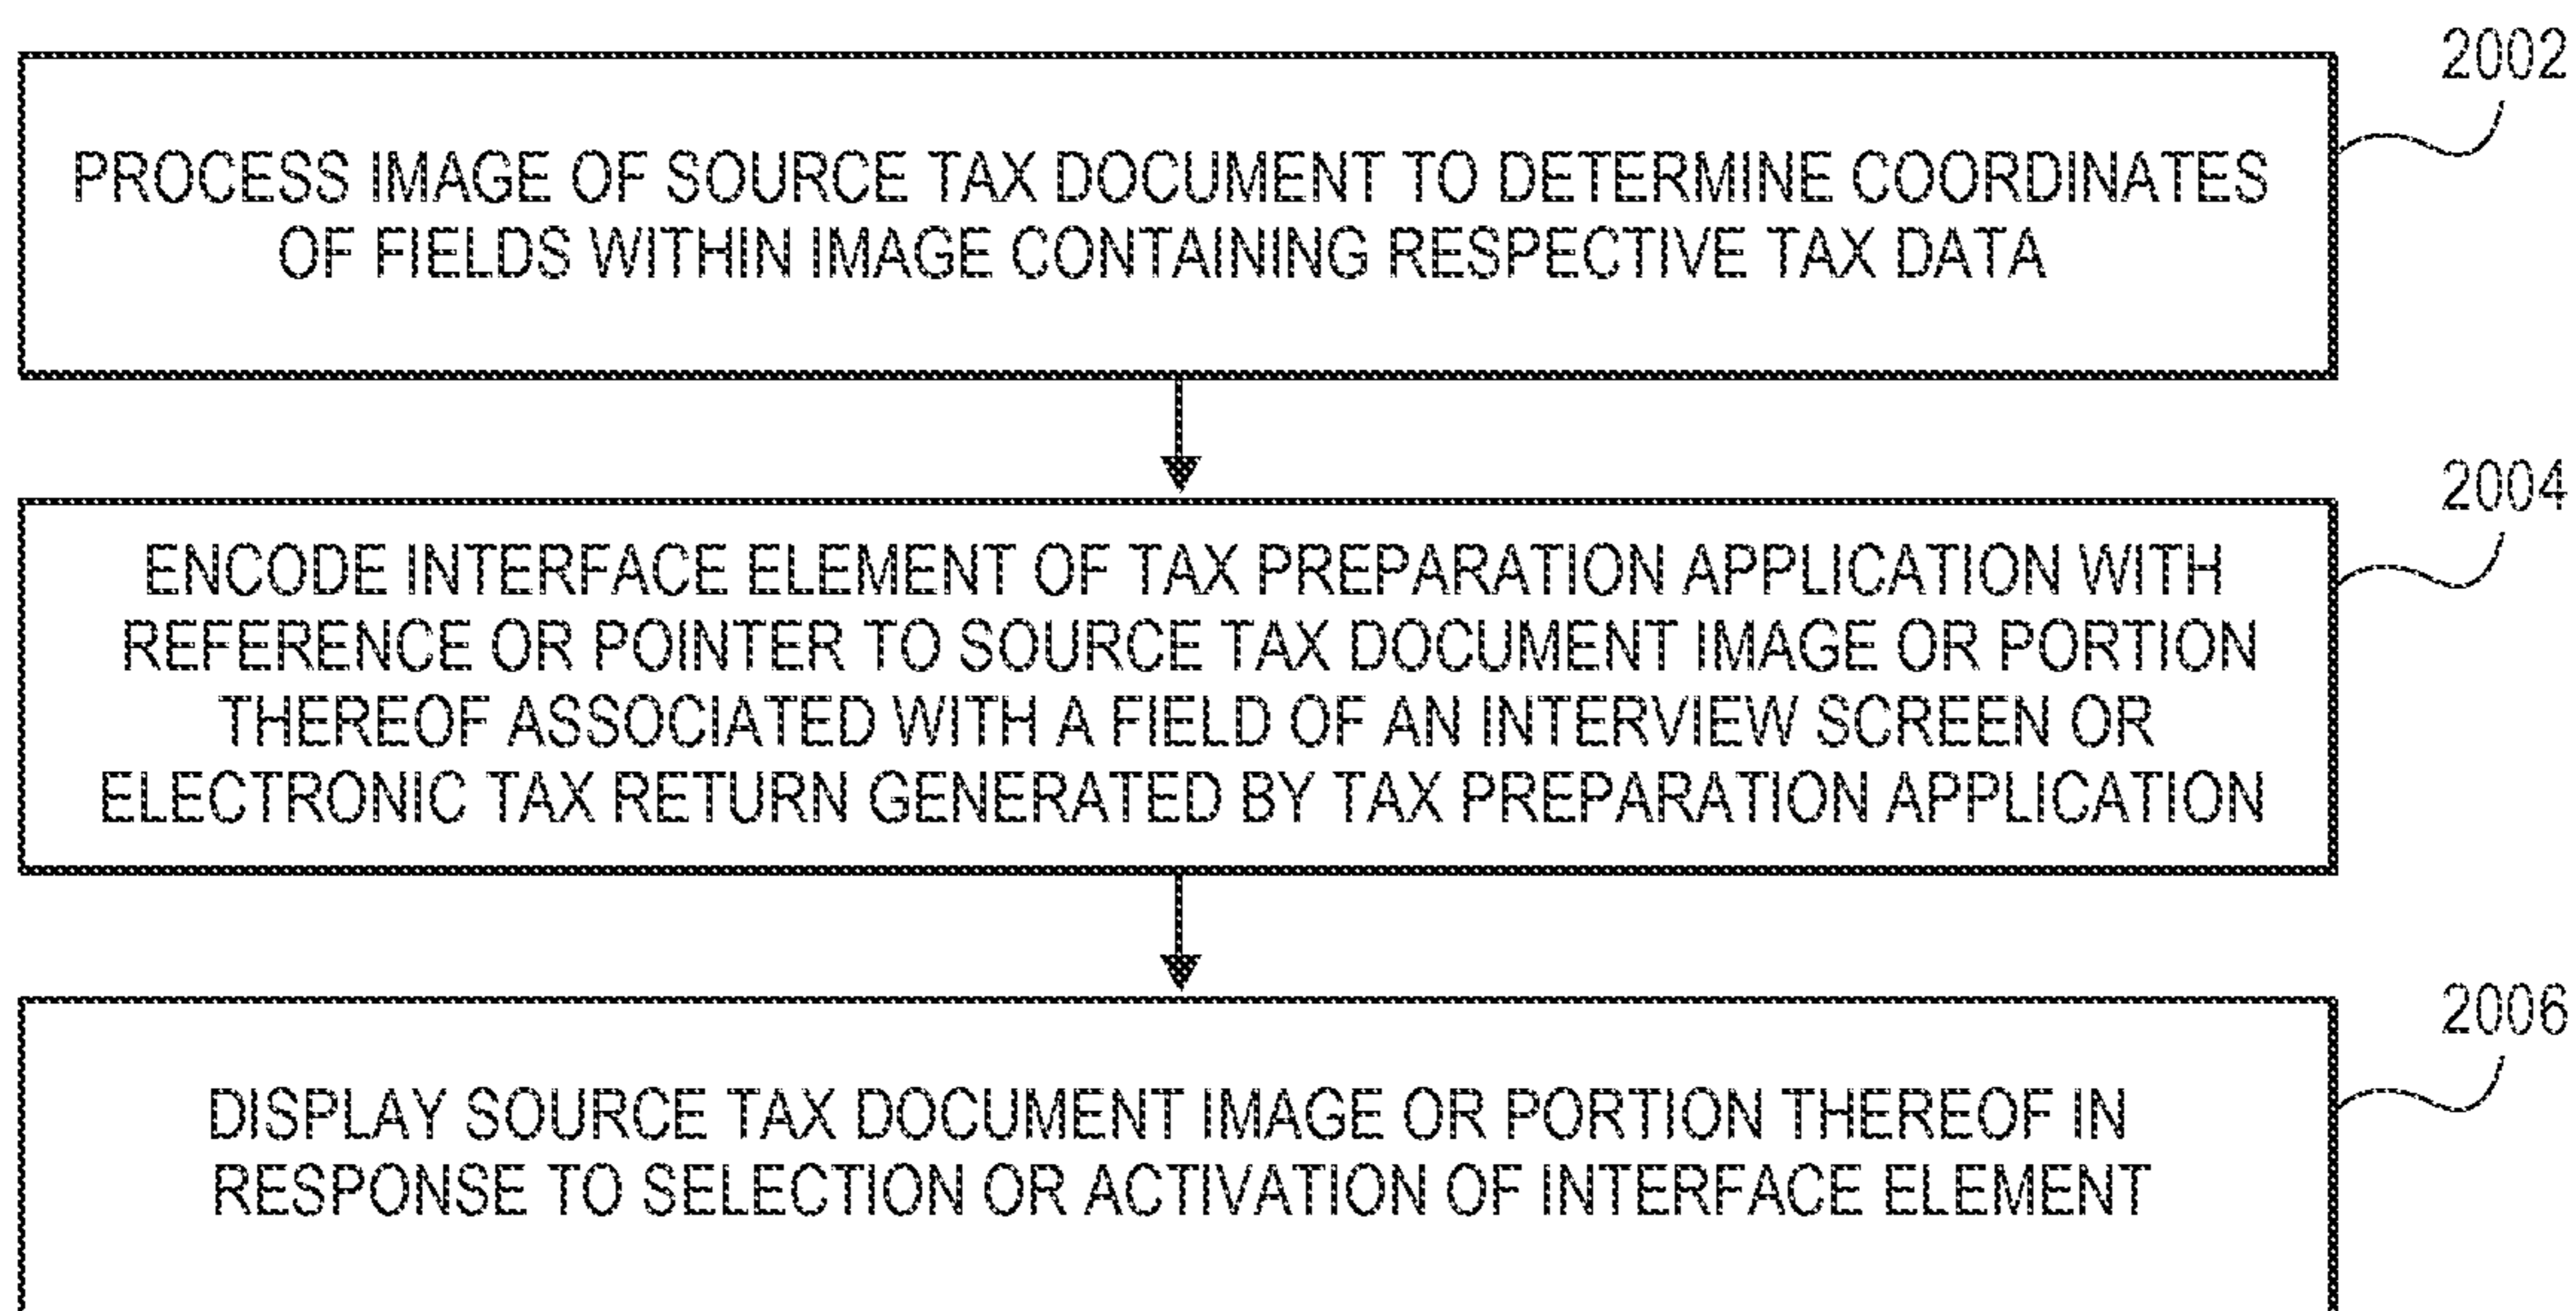 2002
PROCESS IMAGE OF SOURCE TAX DOCUMENT TO DETERMINE COORDINATES
OF FIELDS WITHIN IMAGE CONTAINING RESPECTIVE TAX DATA
2004
ENCODE INTERFACE ELEMENT OF TAX PREPARATION APPLICATION WITH
REFERENCE OR POINTER TO SOURCE TAX DOCUMENT IMAGE OR PORTION
THEREOF ASSOCIATED WITH A FIELD OF AN INTERVIEW SCREEN OR
ELECTRONIC TAX RETURN GENERATED BY TAX PREPARATION APPLICATION
2006
DISPLAY SOURCE TAX DOCUMENT IMAGE OR PORTION THEREOF IN
RESPONSE TO SELECTION OR ACTIVATION OF INTERFACE ELEMENT